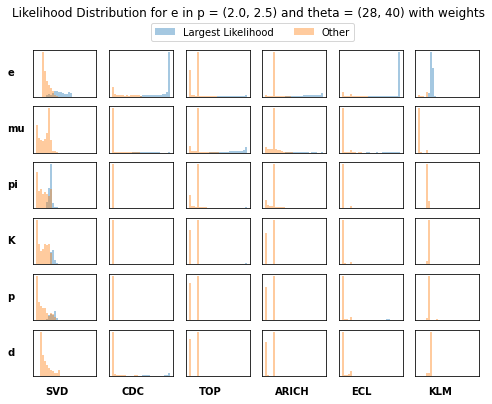 Likelihood Distribution for e in p = (2.0, 2.5) and theta = (28, 40) with weights
Largest Likelihood Other
e
mu
pi
K
p
d
SVD CDC TOP ARICH ECL KLM